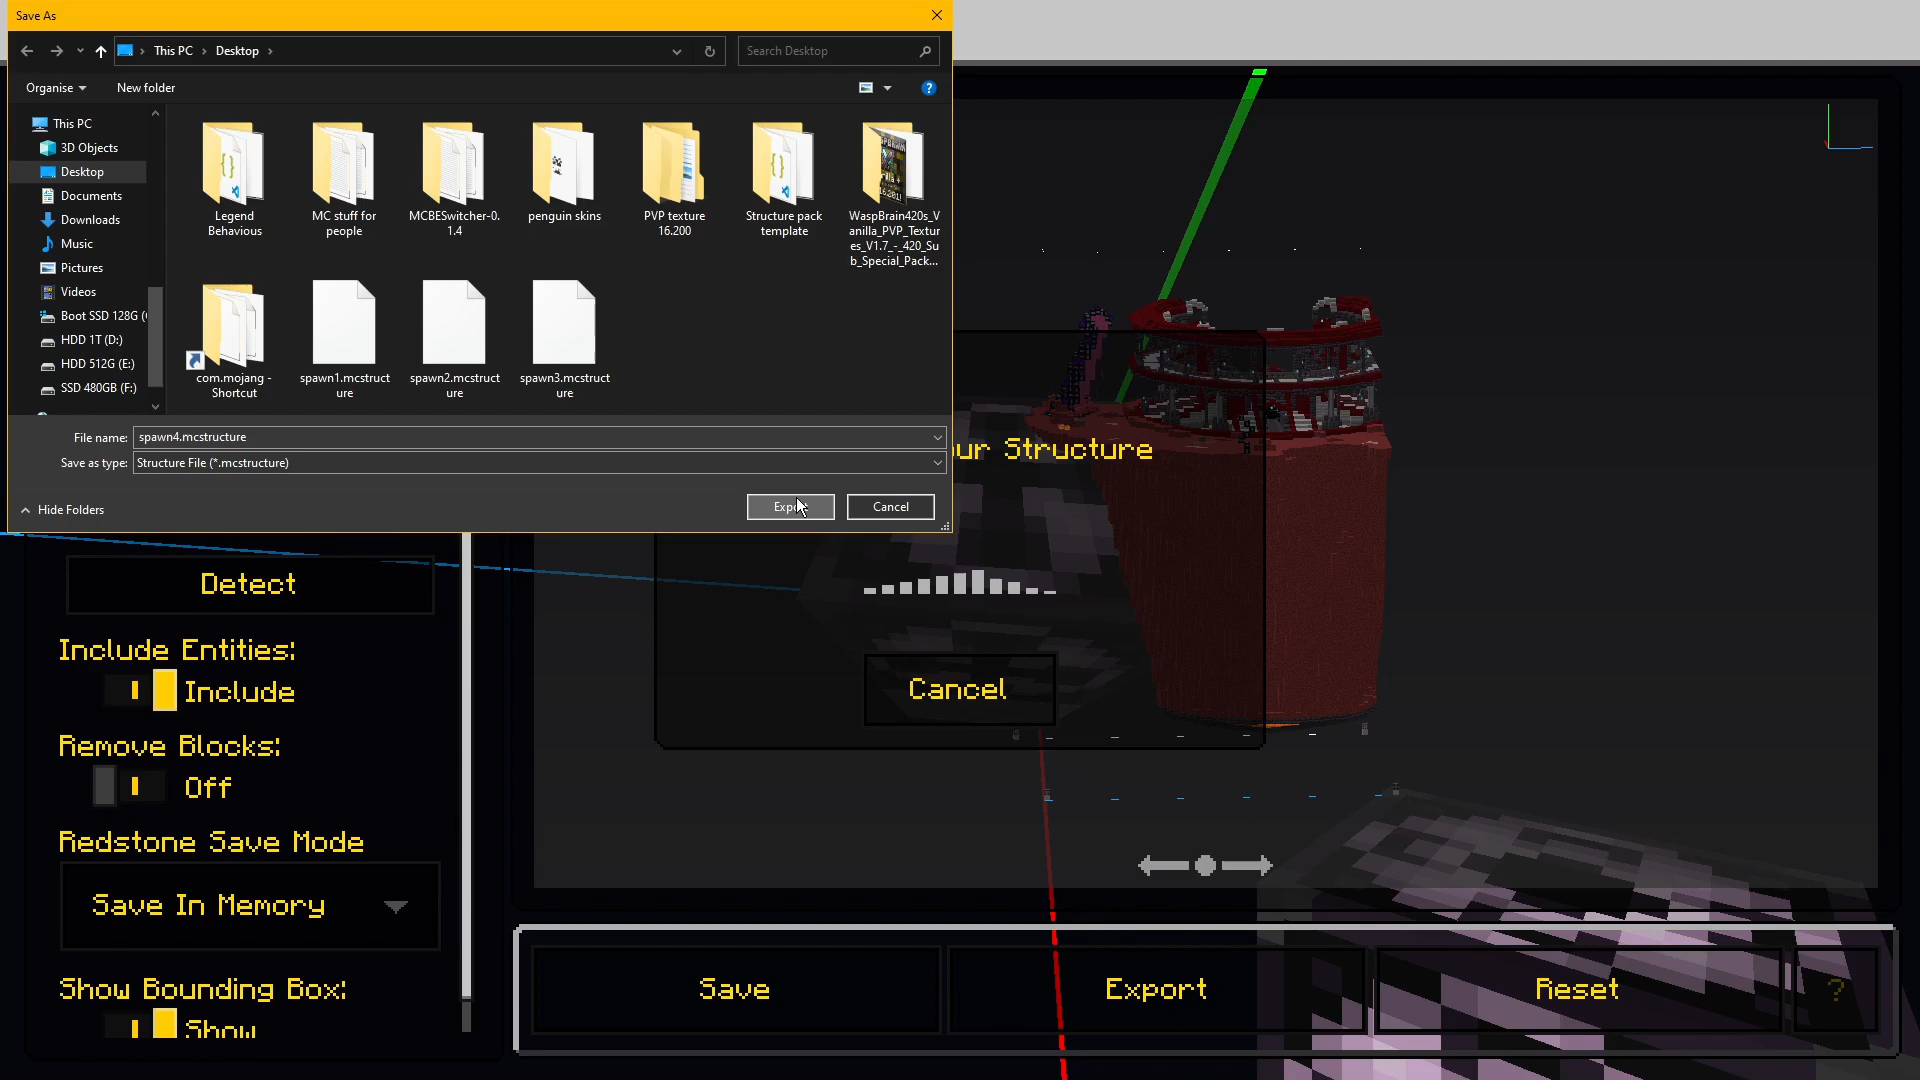 Save As
This PC
Desktop
Search Desktop
Organise
New folder
?
This PC
3D Objects
Desktop
Documents
Downloads
Music
Pictures
Videos
Boot SSD 128G (
HDD 1T (D:)
HDD 512G (E:)
SSD 480GB (F:)
Legend
Behavious
MC stuff for
people
MCBESwitcher-0.
1.4
penguin skins
PVP texture
16.200
Structure pack
template
WaspBrain420s_V
anilla_PVP_Textur
es_V1.7_-_420_Su
b_Special_Pack...
com.mojang -
Shortcut
spawn1.mcstruct
ure
spawn2.mcstruct
ure
spawn3.mcstruct
ure
File name: spawn4.mcstructure
Save as type: Structure File (*.mcstructure)
Hide Folders
Export
Cancel
ur Structure
Cancel
Detect
Include Entities:
Include
Remove Blocks:
Off
Redstone Save Mode
Save In Memory
Show Bounding Box:
Show
Save
Export
Reset
?